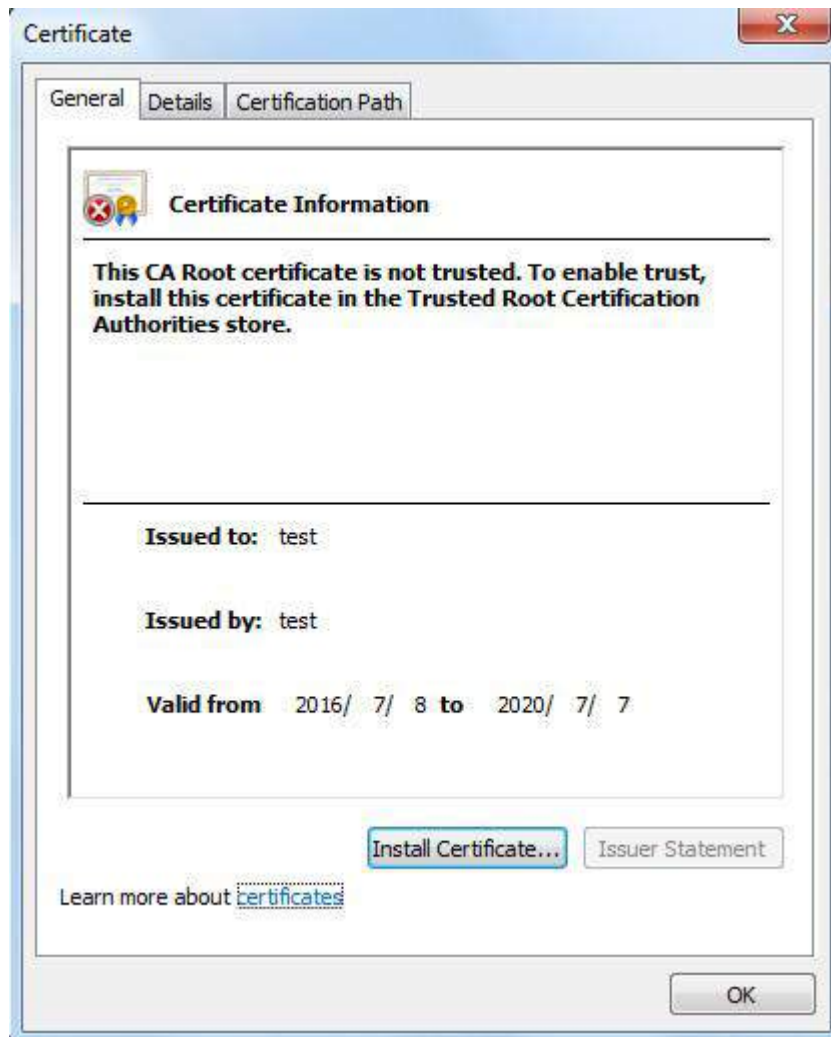 Certificate
General Details Certification Path
Certificate Information
This CA Root certificate is not trusted. To enable trust,
install this certificate in the Trusted Root Certification
Authorities store.
Issued to: test
Issued by: test
Valid from 2016/ 7/ 8 to 2020/ 7/ 7
Install Certificate... Issuer Statement
Learn more about certificates
OK